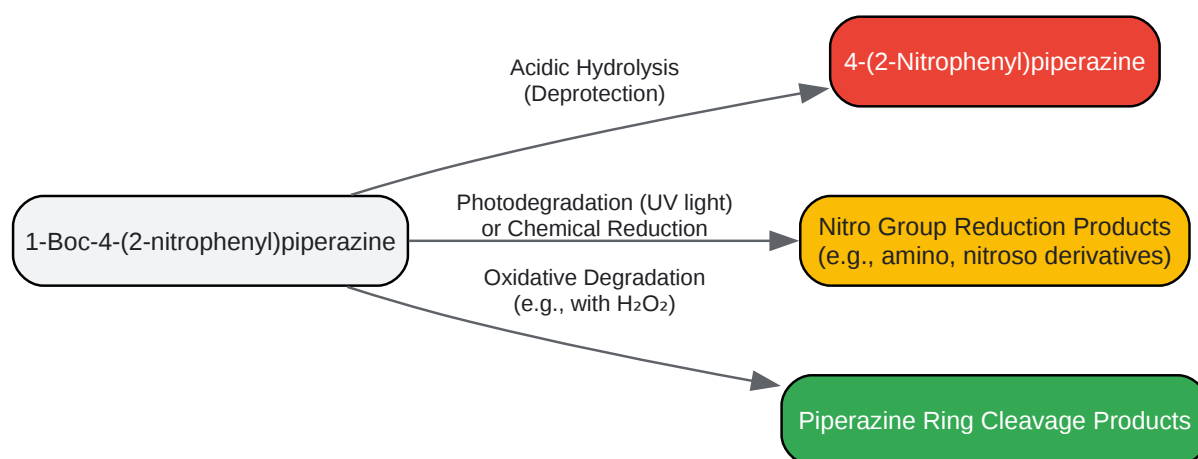 Acidic Hydrolysis
(Deprotection)
4-(2-Nitrophenyl)piperazine
1-Boc-4-(2-nitrophenyl)piperazine
Photodegradation (UV light)
or Chemical Reduction
Nitro Group Reduction Products
(e.g., amino, nitroso derivatives)
Oxidative Degradation
(e.g., with H₂O₂)
Piperazine Ring Cleavage Products